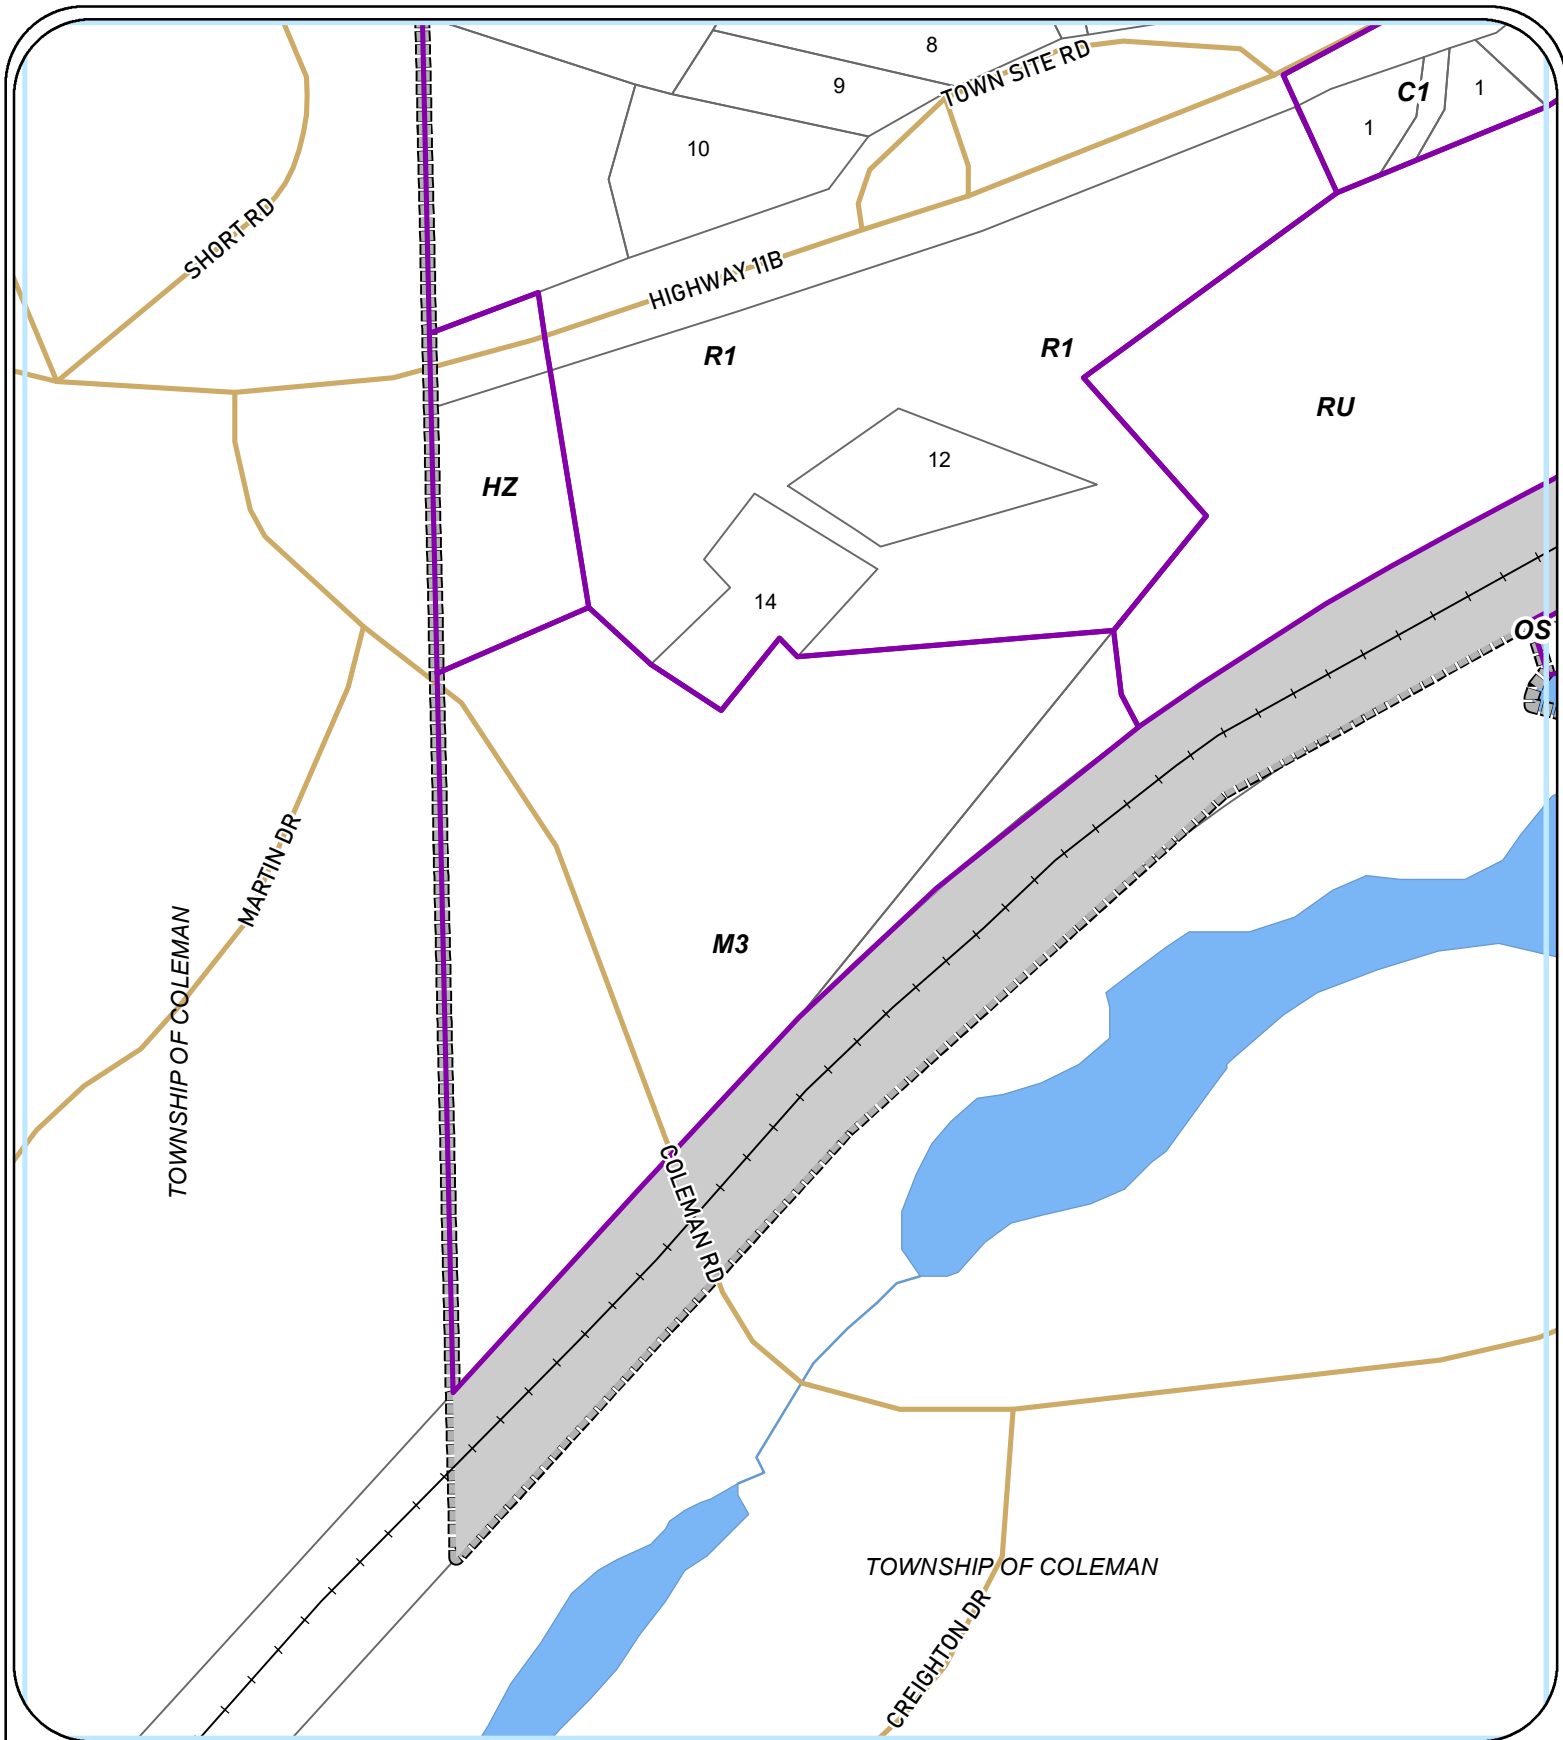 8
TOWN SITE RD
9
C1
1
1
10
SHORT RD
HIGHWAY 11B
R1
R1
RU
12
HZ
14
OS
MARTIN DR
M3
TOWNSHIP OF COLEMAN
COLEMAN RD
TOWNSHIP OF COLEMAN
CREIGHTON DR